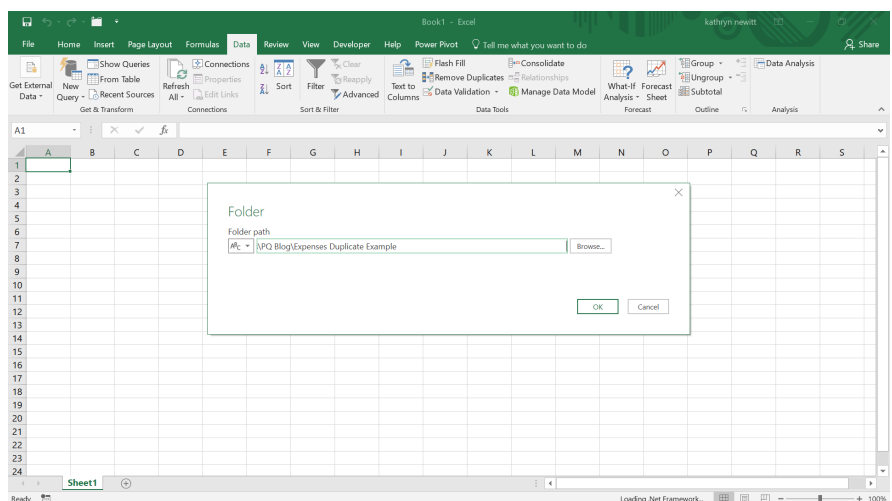 Book1 - Excel
kathryn newitt
File Home Insert Page Layout Formulas Data Review View Developer Help Power Pivot Tell me what you want to do Share
Get External Data
New Query
Show Queries
From Table
Recent Sources
Get & Transform
Refresh All
Connections
Properties
Edit Links
Connections
Sort
Filter
Clear
Reapply
Advanced
Sort & Filter
Text to Columns
Flash Fill
Remove Duplicates
Data Validation
Consolidate
Relationships
Manage Data Model
Data Tools
What-If Analysis
Forecast Sheet
Forecast
Group
Ungroup
Subtotal
Outline
Data Analysis
Analysis
A1 fx
A B C D E F G H I J K L M N O P Q R S
1
2
3
4
5
6
7
8
9
10
11
12
13
14
15
16
17
18
19
20
21
22
23
24
Folder
Folder path
ABC \PQ Blog\Expenses Duplicate Example Browse...
OK Cancel
Sheet1
Ready Loading .Net Framework... 100%